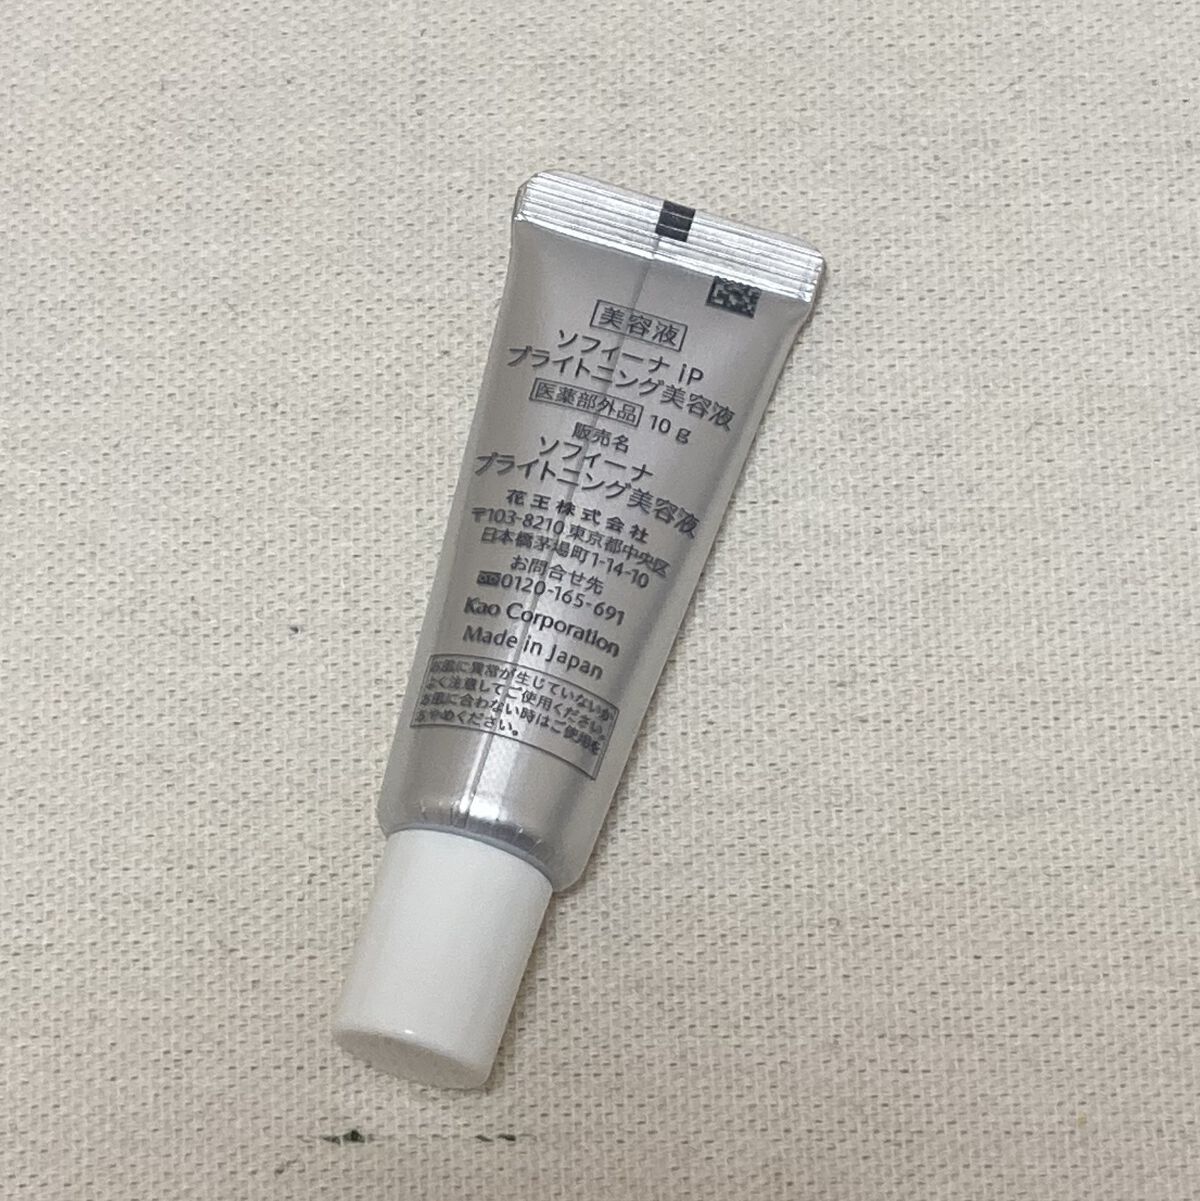 美容液
ソフィーナ iP
ブライトニング美容液
医薬部外品 10 g
販売名
ソフィーナ
ブライトニング美容液
花王株式会社
〒103-8210 東京都中央区
日本橋茅場町1-14-10
お問合せ先
0120-165-691
Kao Corporation
Made in Japan
お肌に異常が生じていないか
よく注意してご使用ください。
お肌に合わない時はご使用を
おやめください。